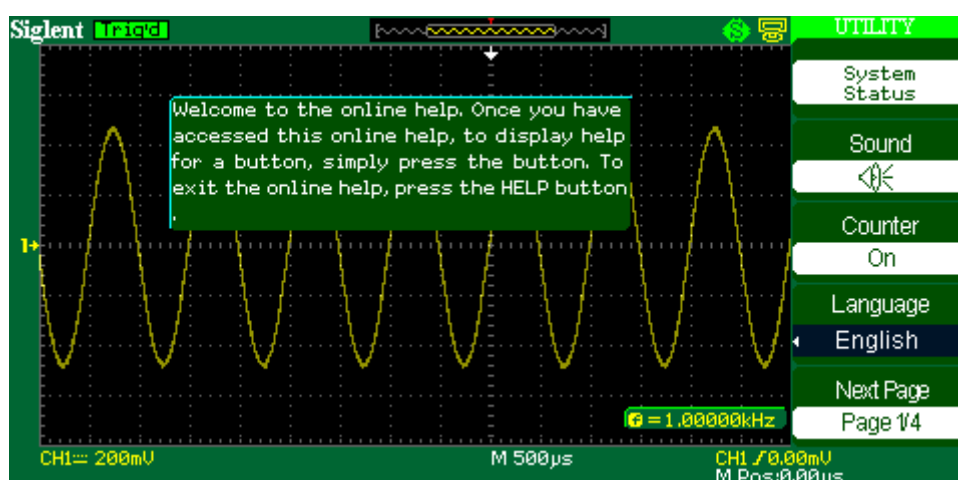 Siglent Trig'd
UTILITY
Welcome to the online help. Once you have
accessed this online help, to display help
for a button, simply press the button. To
exit the online help, press the HELP button
.
1
System
Status
Sound
Counter
On
Language
English
Next Page
Page 1/4
f = 1.00000kHz
CH1 200mV
M 500µs
CH1 0.00mV
M Pos:0.00µs